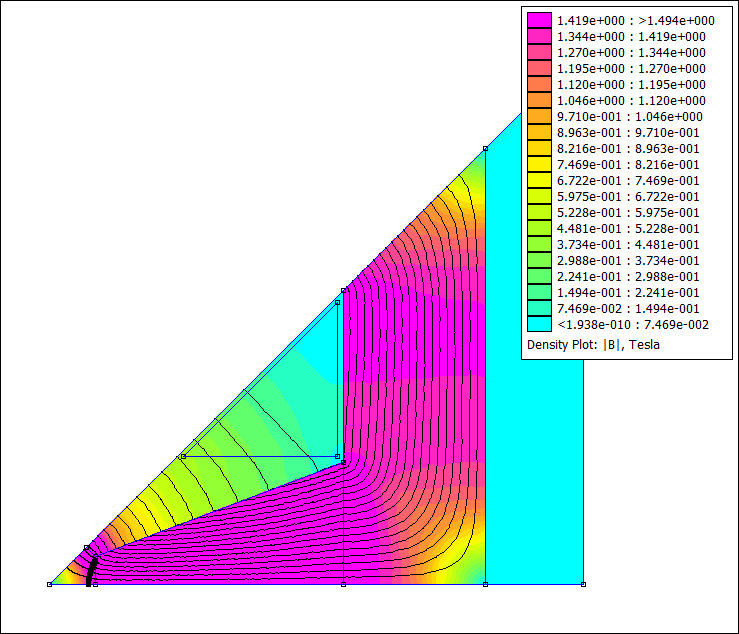 1.419e+000 : >1.494e+000
1.344e+000 : 1.419e+000
1.270e+000 : 1.344e+000
1.195e+000 : 1.270e+000
1.120e+000 : 1.195e+000
1.046e+000 : 1.120e+000
9.710e-001 : 1.046e+000
8.963e-001 : 9.710e-001
8.216e-001 : 8.963e-001
7.469e-001 : 8.216e-001
6.722e-001 : 7.469e-001
5.975e-001 : 6.722e-001
5.228e-001 : 5.975e-001
4.481e-001 : 5.228e-001
3.734e-001 : 4.481e-001
2.988e-001 : 3.734e-001
2.241e-001 : 2.988e-001
1.494e-001 : 2.241e-001
7.469e-002 : 1.494e-001
<1.938e-010 : 7.469e-002
Density Plot: |B|, Tesla